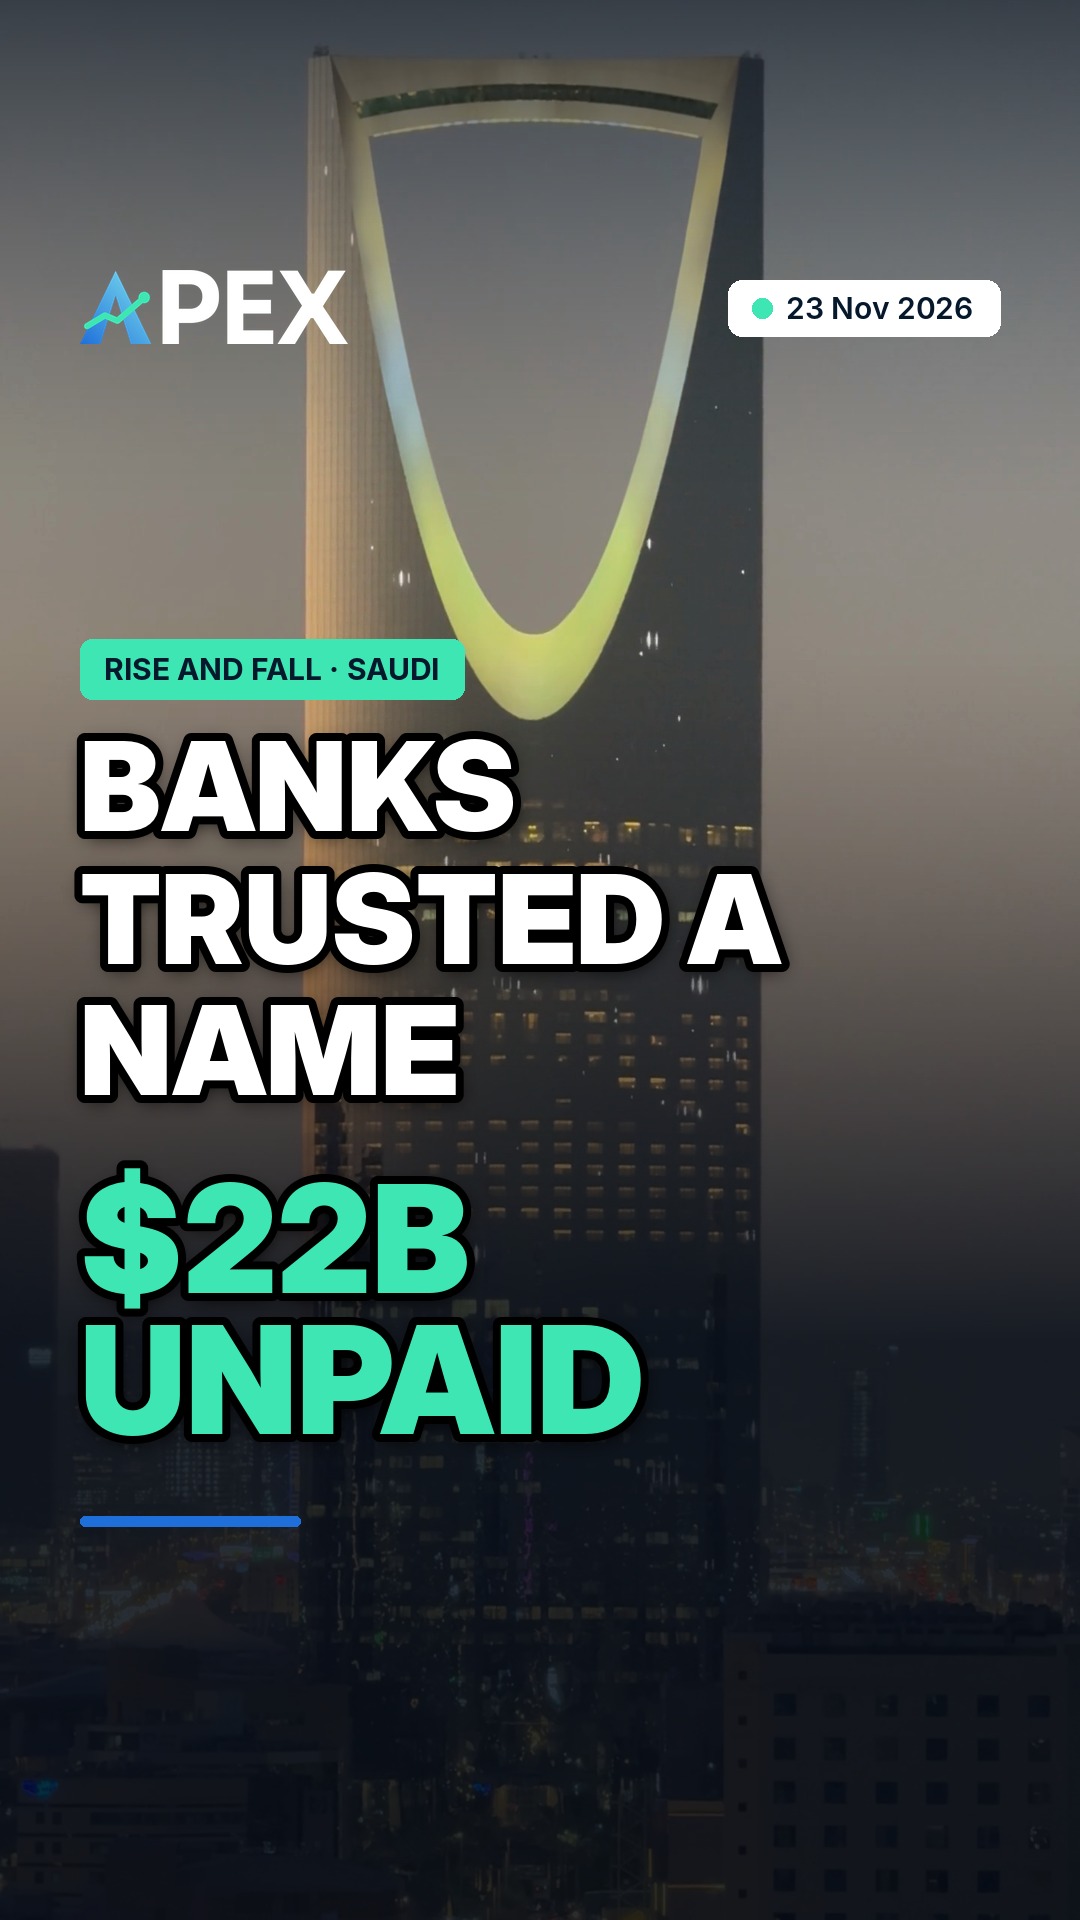 APEX
23 Nov 2026
RISE AND FALL · SAUDI
BANKS
TRUSTED A
NAME
$22B
UNPAID